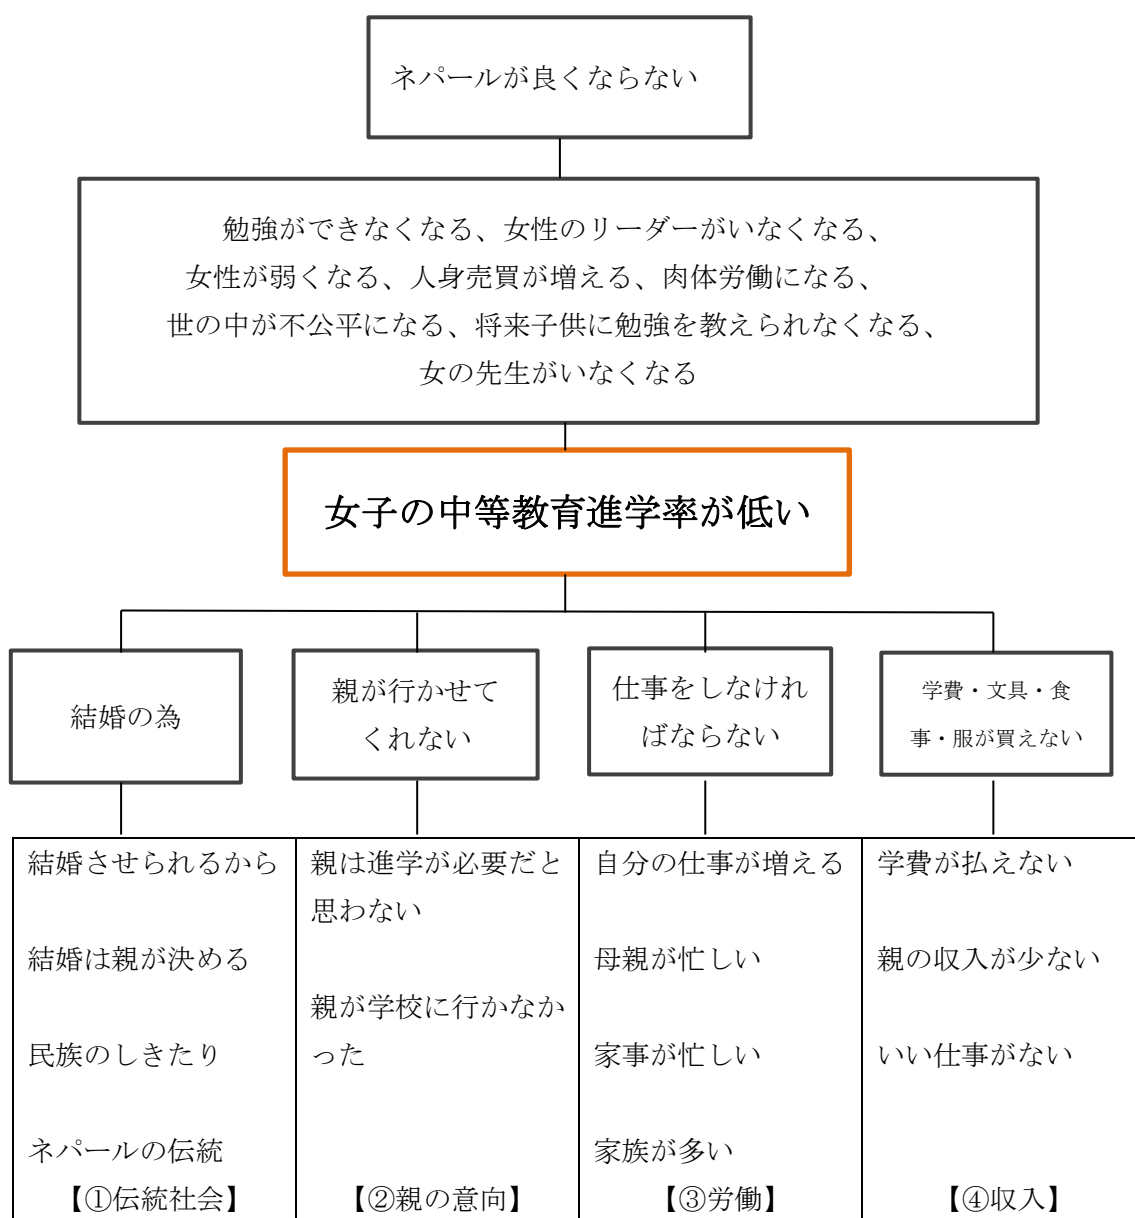 ネパールが良くならない
勉強ができなくなる、女性のリーダーがいなくなる、
女性が弱くなる、人身売買が増える、肉体労働になる、
世の中が不公平になる、将来子供に勉強を教えられなくなる、
女の先生がいなくなる
女子の中等教育進学率が低い
結婚の為
親が行かせて
くれない
仕事をしなけれ
ばならない
学費・文具・食
事・服が買えない
結婚させられるから
結婚は親が決める
民族のしきたり
ネパールの伝統
【①伝統社会】
親は進学が必要だと
思わない
親が学校に行かなか
った
【②親の意向】
自分の仕事が増える
母親が忙しい
家事が忙しい
家族が多い
【③労働】
学費が払えない
親の収入が少ない
いい仕事がない
【④収入】